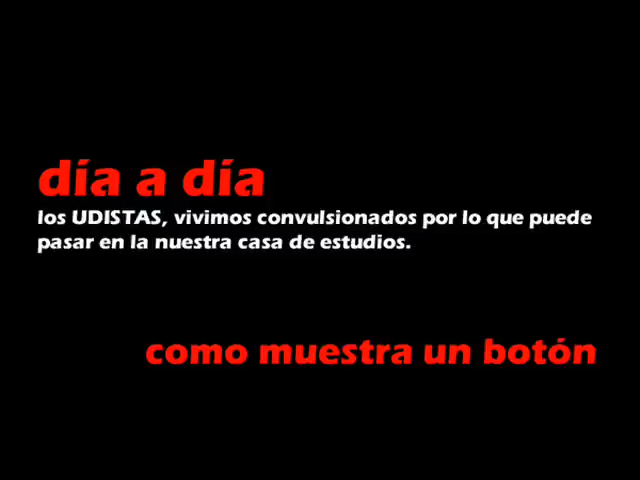 día a día
los UDISTAS, vivimos convulsionados por lo que puede
pasar en la nuestra casa de estudios.
como muestra un botón